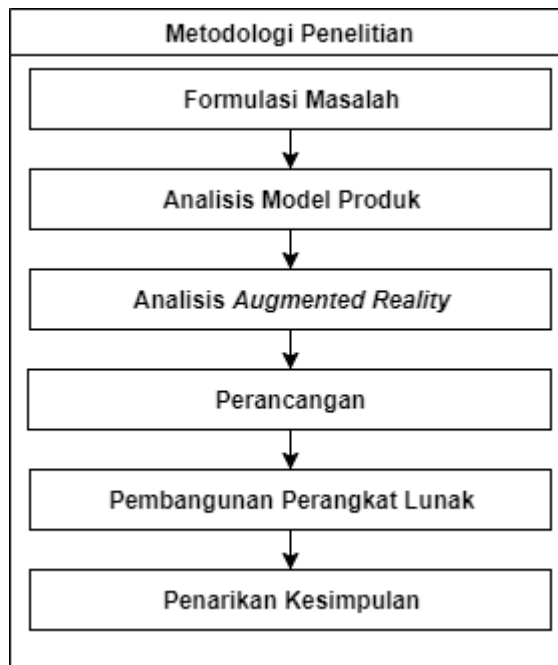 Metodologi Penelitian
Formulasi Masalah
Analisis Model Produk
Analisis Augmented Reality
Perancangan
Pembangunan Perangkat Lunak
Penarikan Kesimpulan